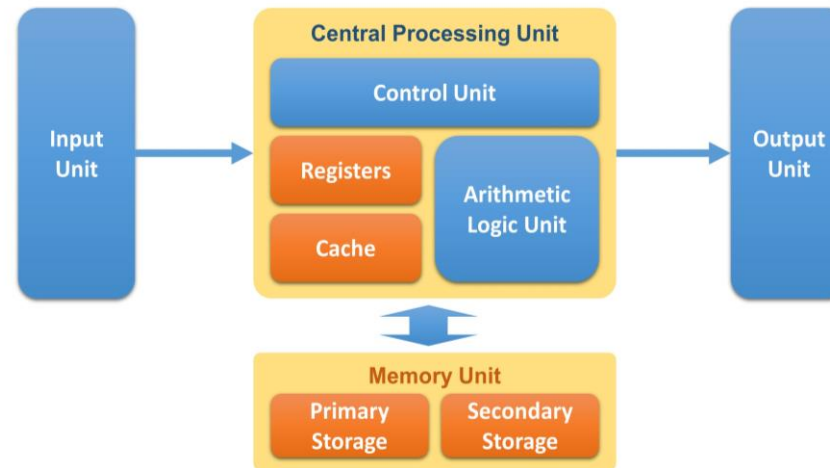 Central Processing Unit
Control Unit
Input
Unit
Registers
Arithmetic
Logic Unit
Cache
Output
Unit
Memory Unit
Primary
Storage
Secondary
Storage